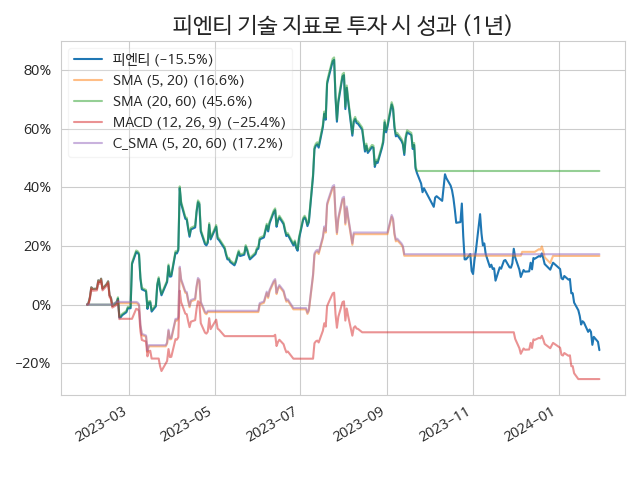 피엔티 기술 지표로 투자 시 성과 (1년)
피엔티 (−15.5%)
SMA (5, 20) (16.6%)
SMA (20, 60) (45.6%)
MACD (12, 26, 9) (−25.4%)
C_SMA (5, 20, 60) (17.2%)
80%
60%
40%
20%
0%
−20%
2023−03
2023−05
2023−07
2023−09
2023−11
2024−01